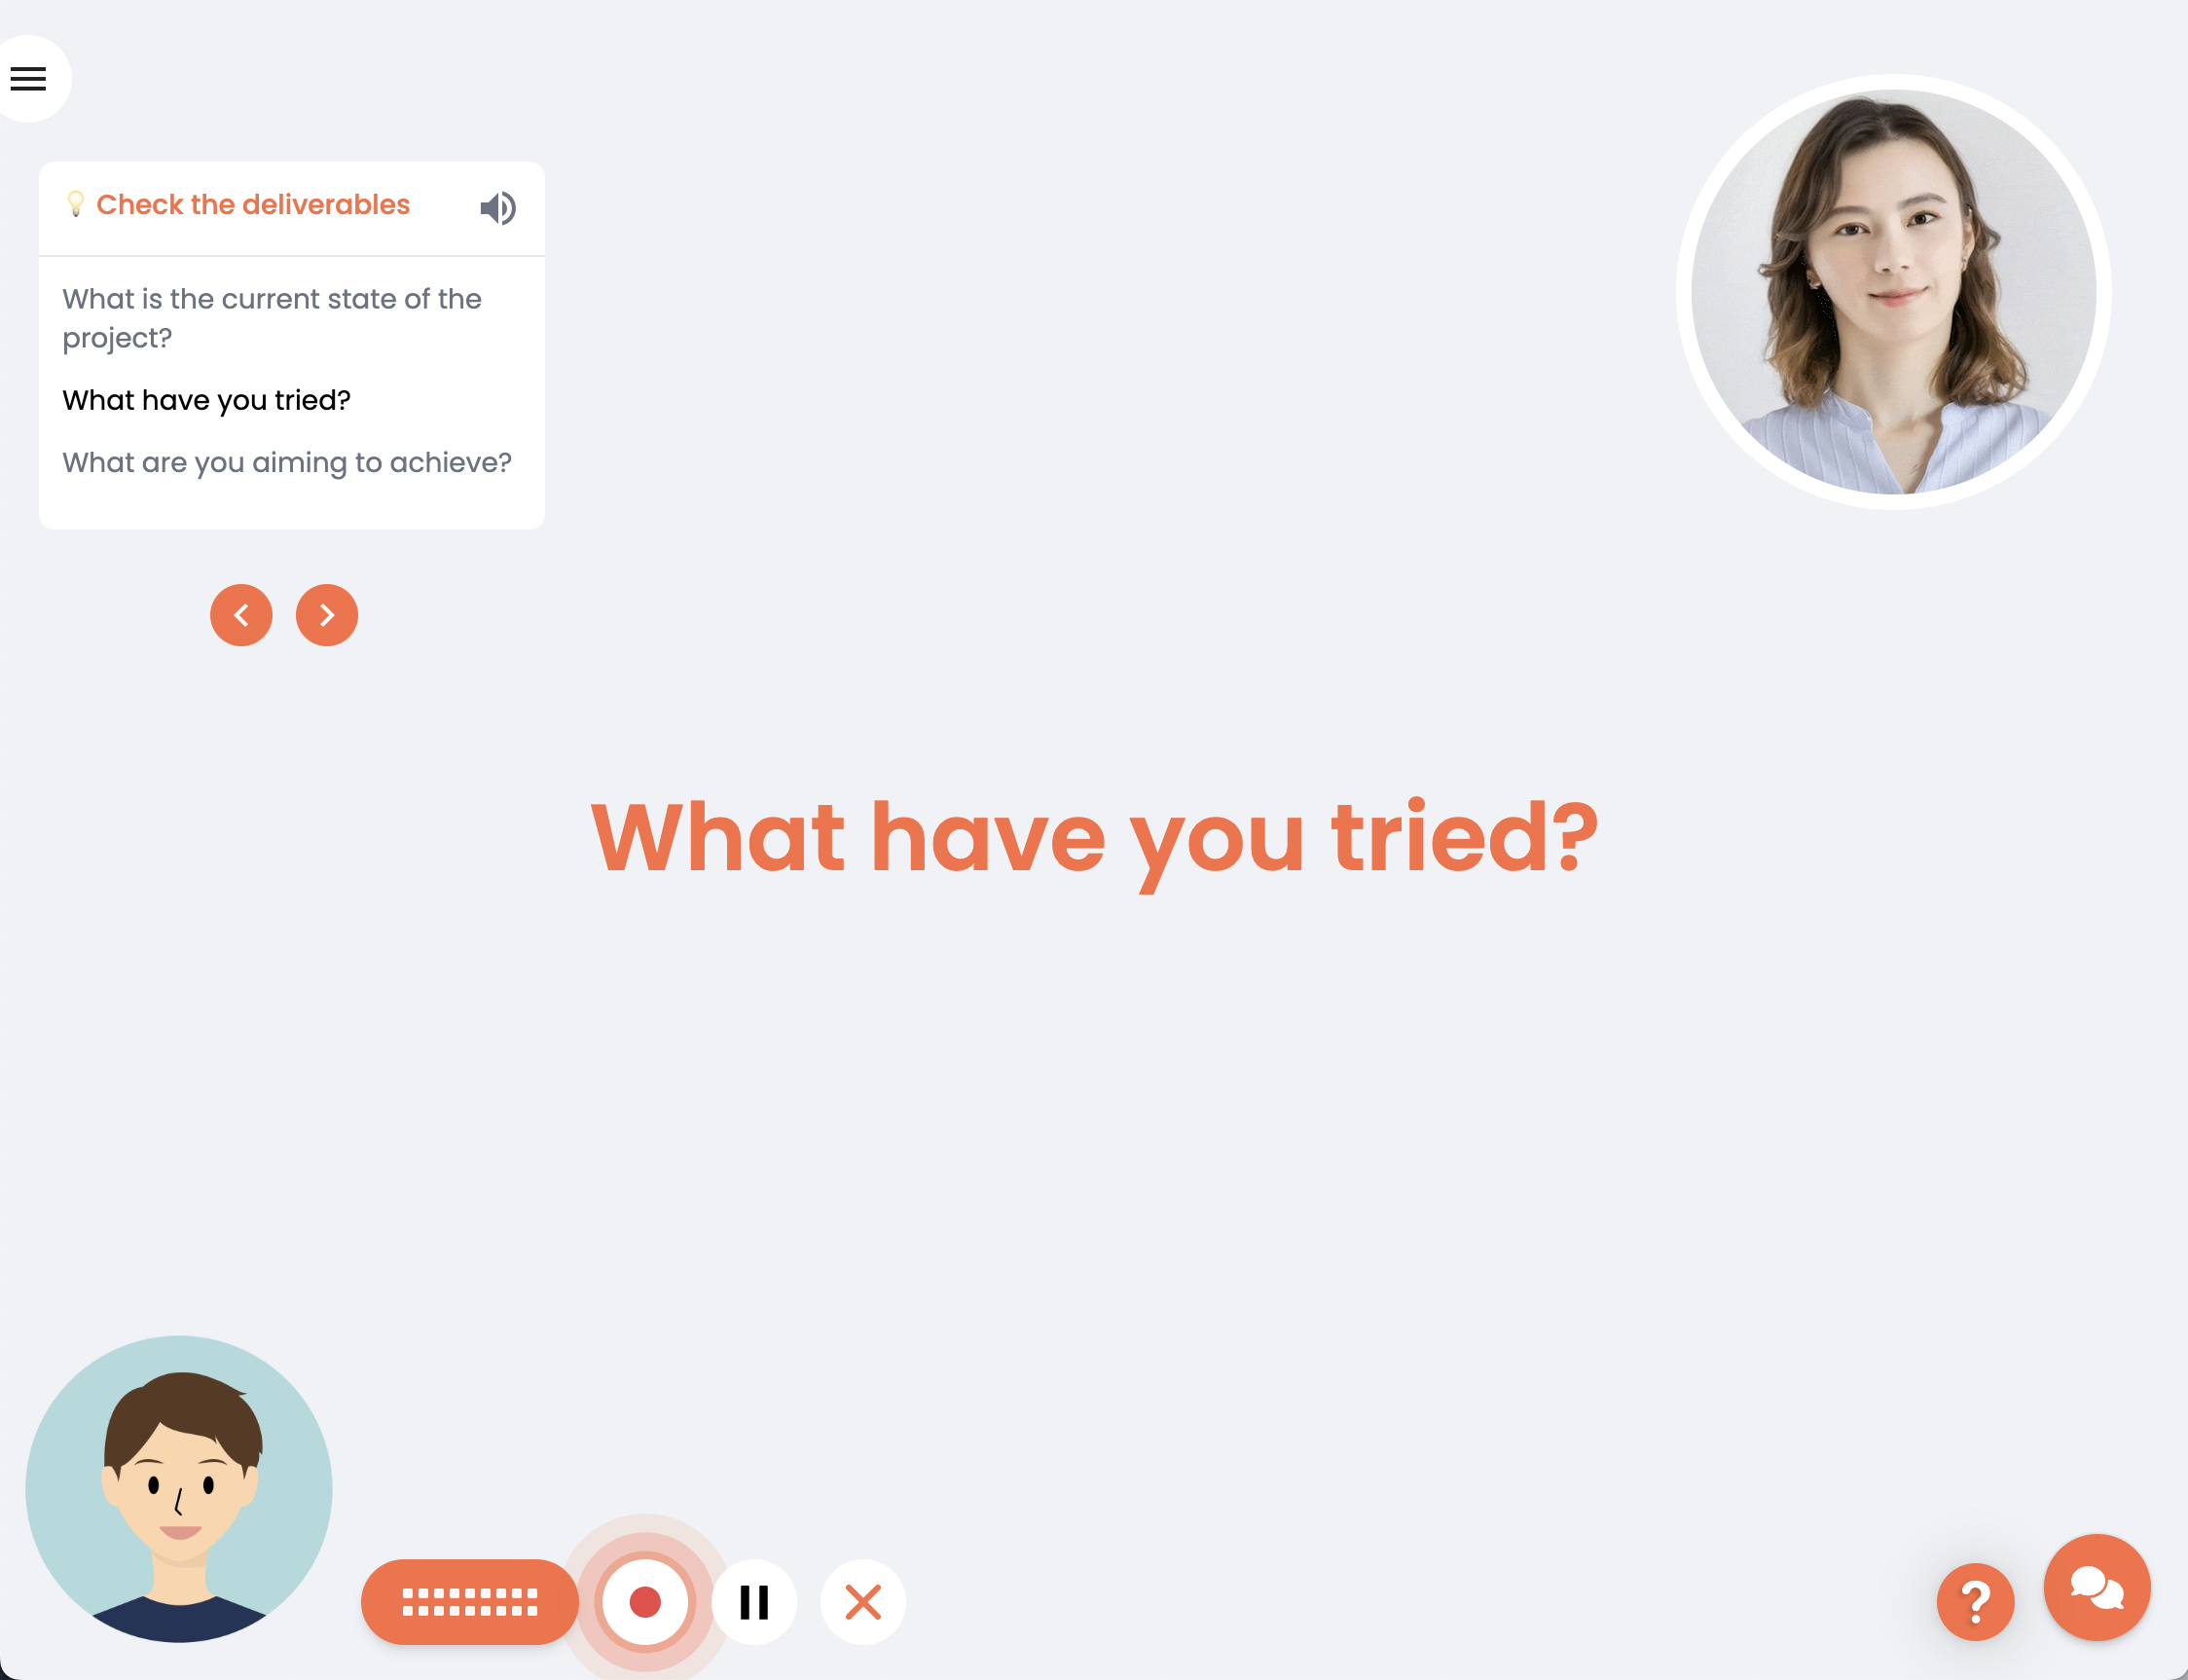 Check the deliverables
What is the current state of the
project?
What have you tried?
What are you aiming to achieve?
What have you tried?